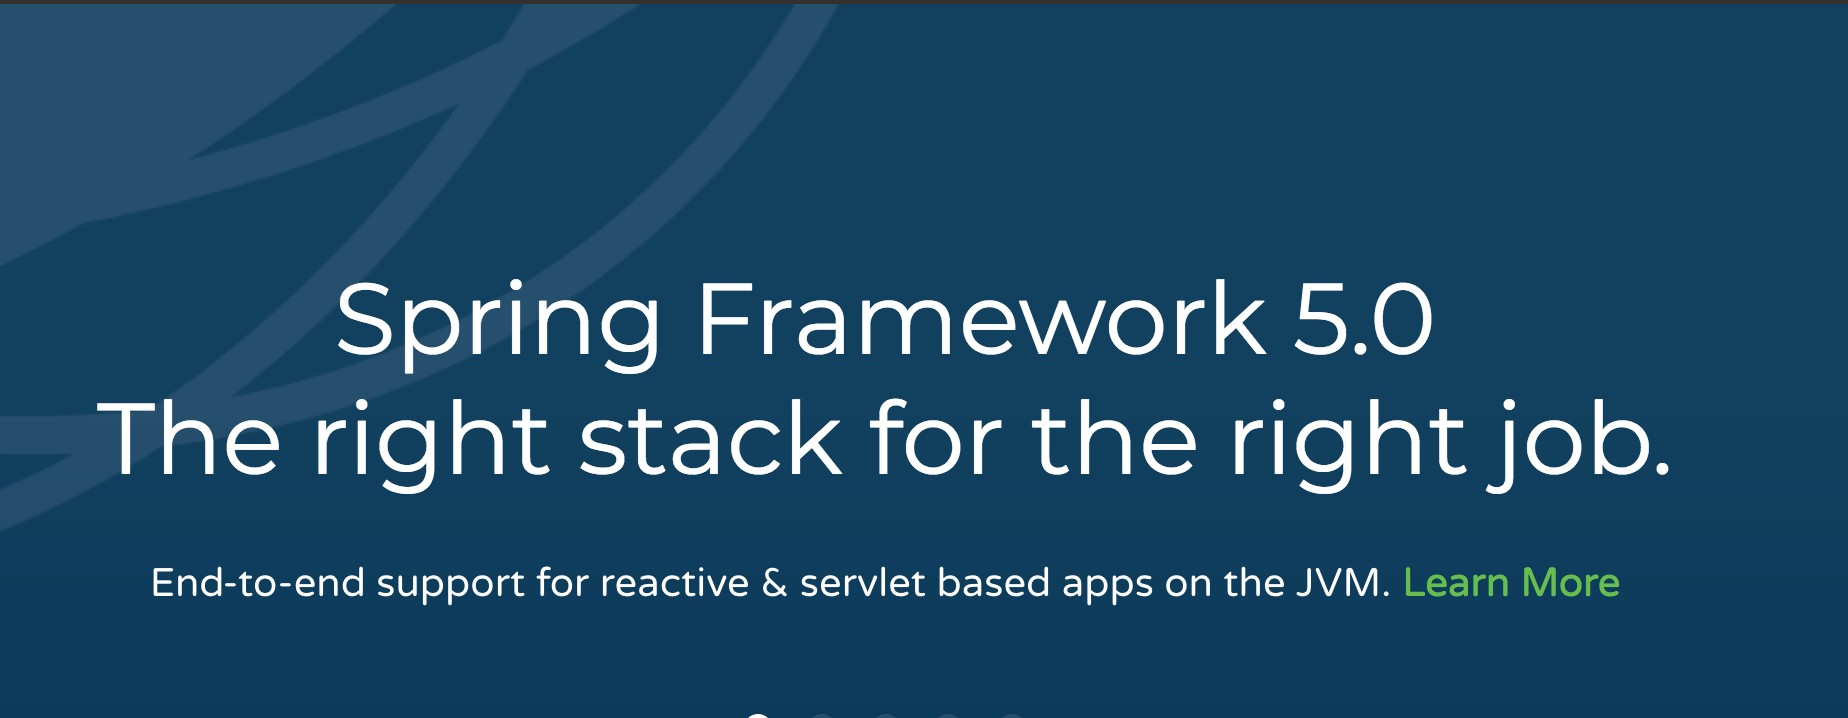 Spring Framework 5.0
The right stack for the right job.
End-to-end support for reactive & servlet based apps on the JVM. Learn More